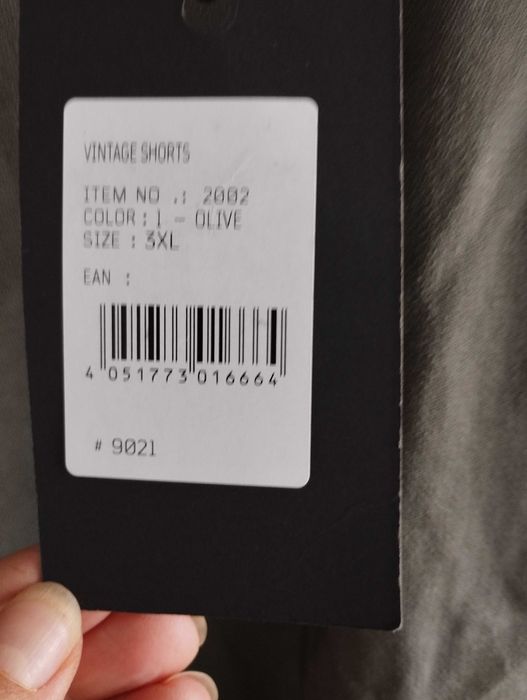 VINTAGE SHORTS
ITEM NO .: 2002
COLOR : 1 - OLIVE
SIZE : 3XL
EAN :
4 051773 016664
# 9021